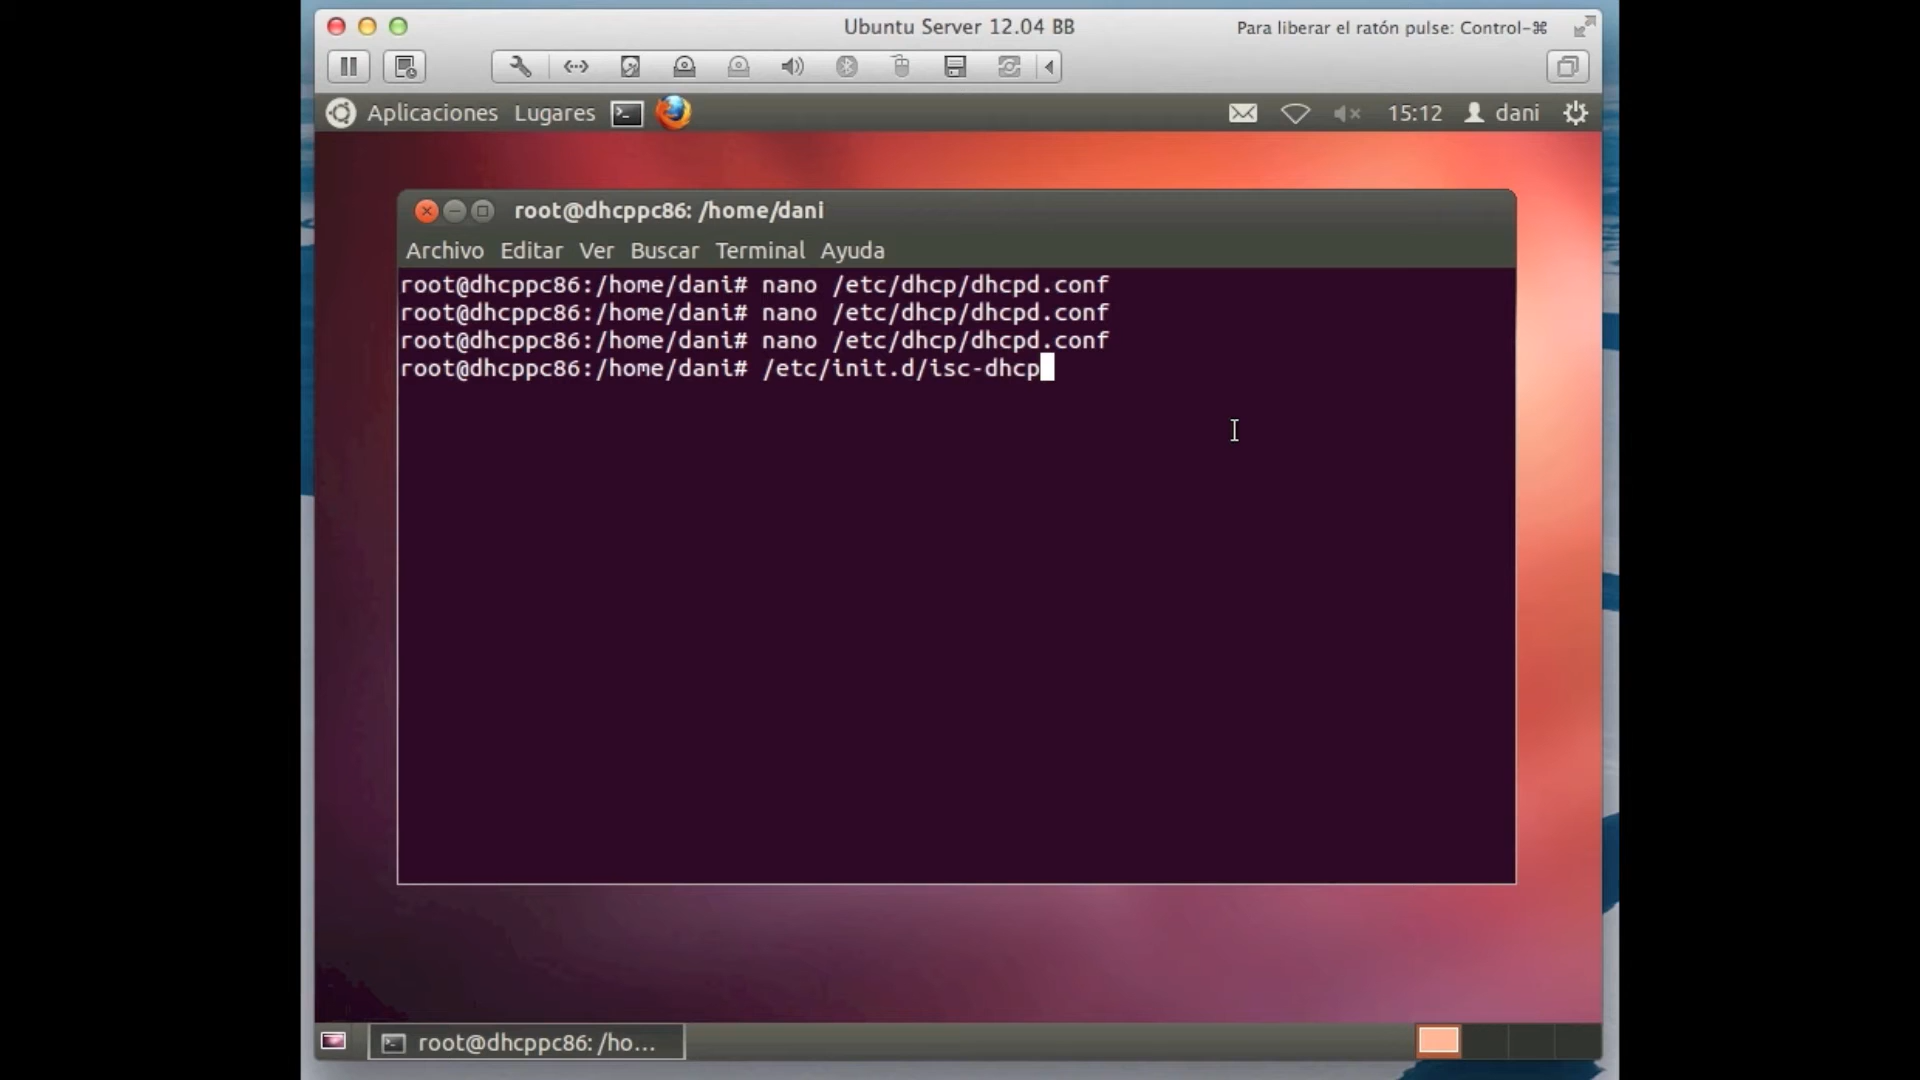 Ubuntu Server 12.04 BB
Para liberar el ratón pulse: Control-⌘
Aplicaciones Lugares 15:12 dani
root@dhcppc86: /home/dani
Archivo Editar Ver Buscar Terminal Ayuda
root@dhcppc86:/home/dani# nano /etc/dhcp/dhcpd.conf
root@dhcppc86:/home/dani# nano /etc/dhcp/dhcpd.conf
root@dhcppc86:/home/dani# nano /etc/dhcp/dhcpd.conf
root@dhcppc86:/home/dani# /etc/init.d/isc-dhcp
root@dhcppc86: /ho...